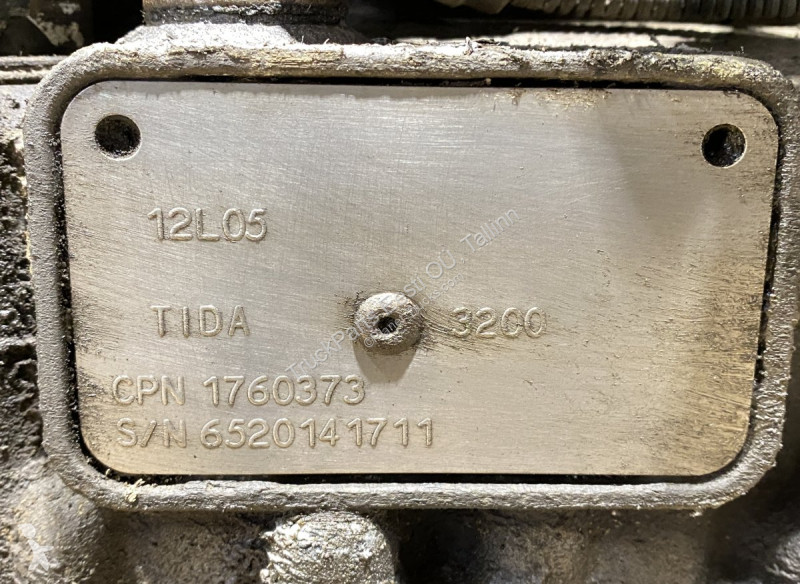 12L05
TIDA 3200
CPN 1760373
S/N 6520141711